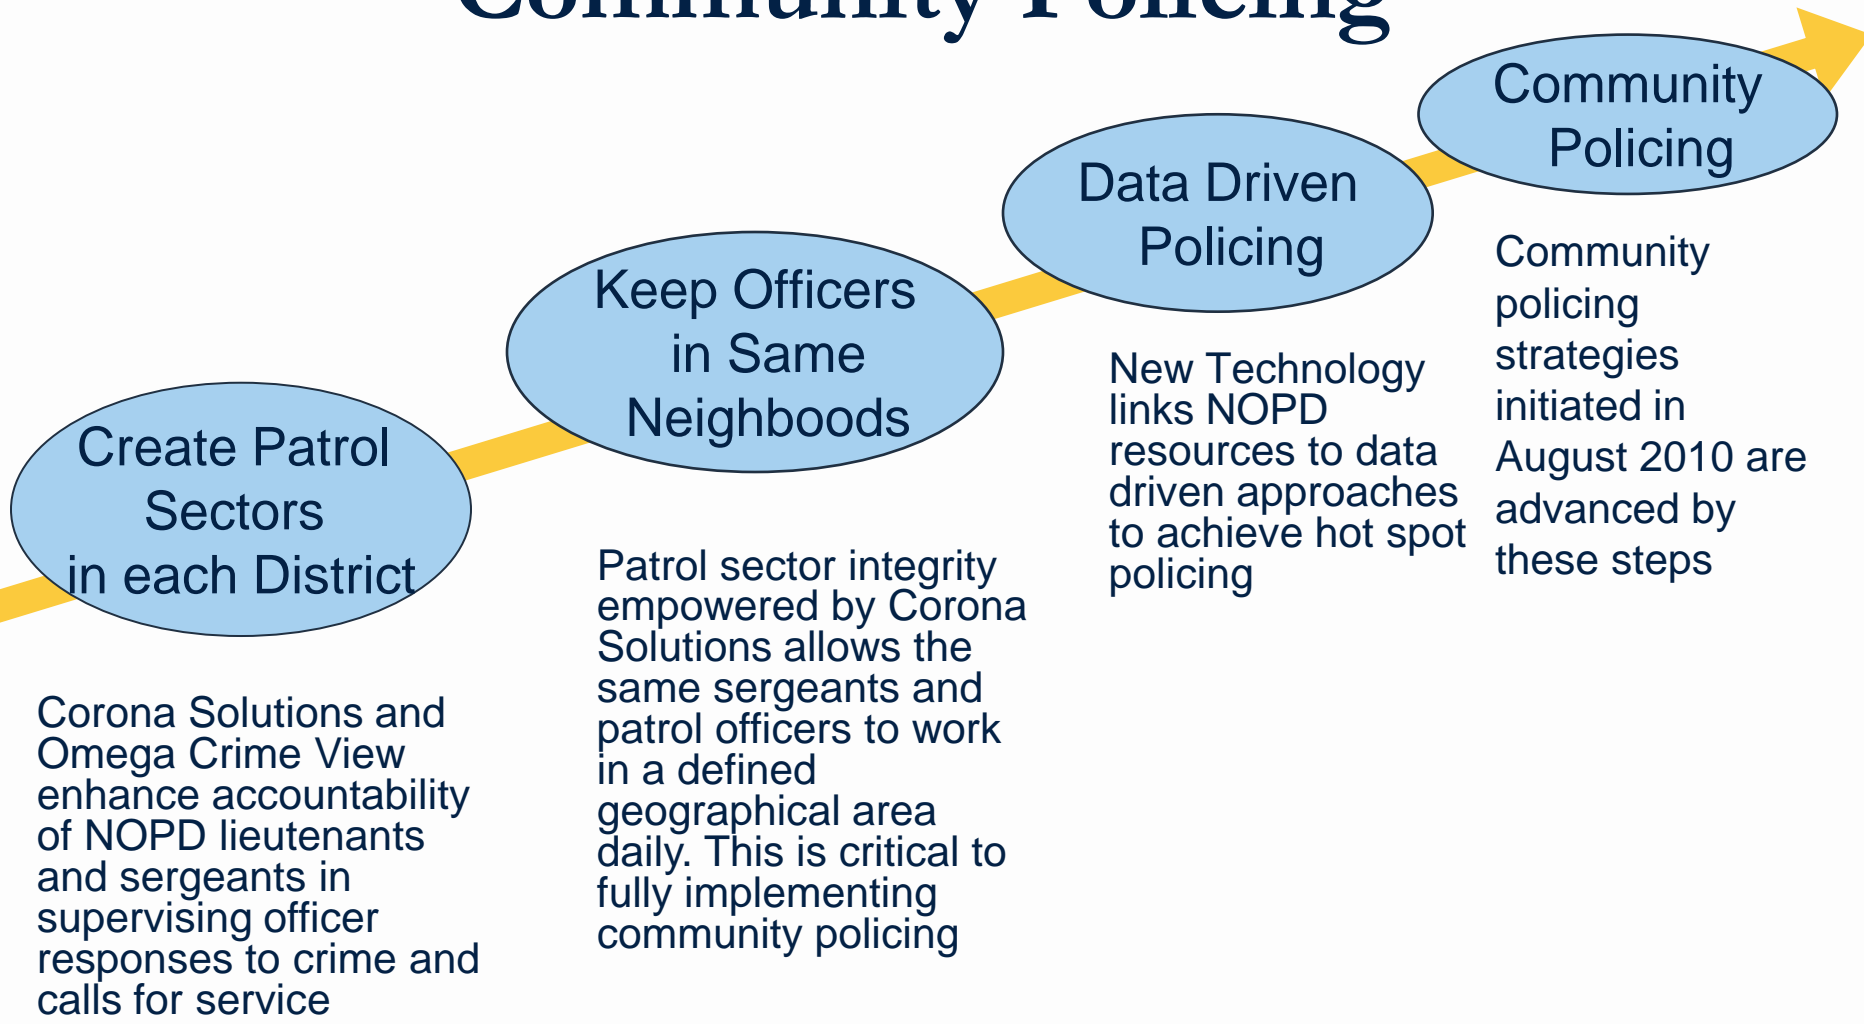 Community Policing
Create Patrol
Sectors
in each District
Corona Solutions and
Omega Crime View
enhance accountability
of NOPD lieutenants
and sergeants in
supervising officer
responses to crime and
calls for service
Keep Officers
in Same
Neighboods
Patrol sector integrity
empowered by Corona
Solutions allows the
same sergeants and
patrol officers to work
in a defined
geographical area
daily. This is critical to
fully implementing
community policing
Data Driven
Policing
New Technology
links NOPD
resources to data
driven approaches
to achieve hot spot
policing
Community
Policing
Community
policing
strategies
initiated in
August 2010 are
advanced by
these steps